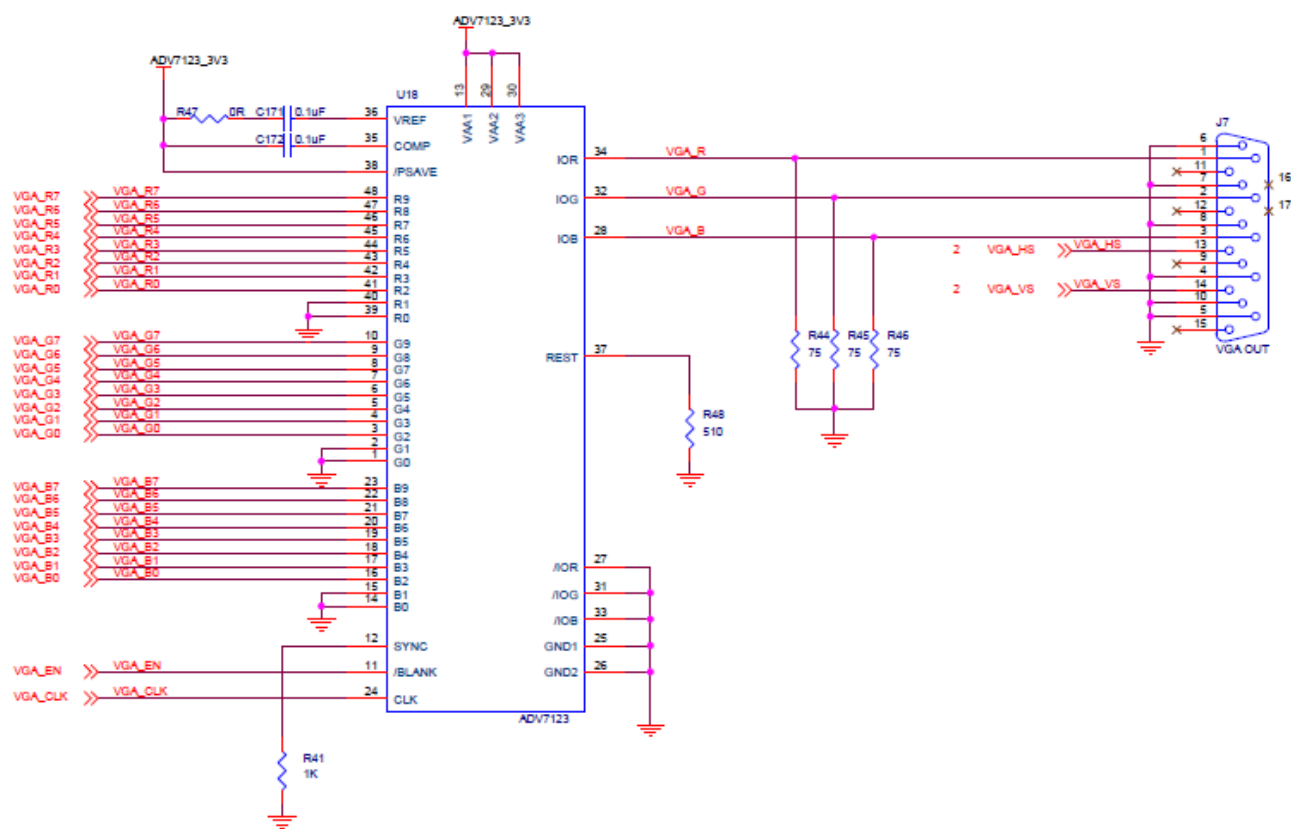 ADV7123_3V3
ADV7123_3V3
R47 0R C171 0.1uF
C172 0.1uF
U18
13 29 30
VAA1 VAA2 VAA3
36 VREF
35 COMP
38 /PSAVE
VGA_R7 VGA_R7 48 R9
VGA_R6 VGA_R6 47 R8
VGA_R5 VGA_R5 46 R7
VGA_R4 VGA_R4 45 R6
VGA_R3 VGA_R3 44 R5
VGA_R2 VGA_R2 43 R4
VGA_R1 VGA_R1 42 R3
VGA_R0 VGA_R0 41 R2
40 R1
39 R0
VGA_G7 VGA_G7 10 G9
VGA_G6 VGA_G6 9 G8
VGA_G5 VGA_G5 8 G7
VGA_G4 VGA_G4 7 G6
VGA_G3 VGA_G3 6 G5
VGA_G2 VGA_G2 5 G4
VGA_G1 VGA_G1 4 G3
VGA_G0 VGA_G0 3 G2
2 G1
1 G0
VGA_B7 VGA_B7 23 B9
VGA_B6 VGA_B6 22 B8
VGA_B5 VGA_B5 21 B7
VGA_B4 VGA_B4 20 B6
VGA_B3 VGA_B3 19 B5
VGA_B2 VGA_B2 18 B4
VGA_B1 VGA_B1 17 B3
VGA_B0 VGA_B0 16 B2
15 B1
14 B0
12 SYNC
VGA_EN VGA_EN 11 /BLANK
VGA_CLK VGA_CLK 24 CLK
R41
1K
IOR 34 VGA_R
IOG 32 VGA_G
IOB 28 VGA_B
REST 37
R48
510
R44 R45 R46
75 75 75
/IOR 27
/IOG 31
/IOB 33
GND1 25
GND2 26
ADV7123
2 VGA_HS VGA_HS
2 VGA_VS VGA_VS
J7
6
1
11
7
2
12
8
3
13
9
4
14
10
5
15
16
17
VGA OUT